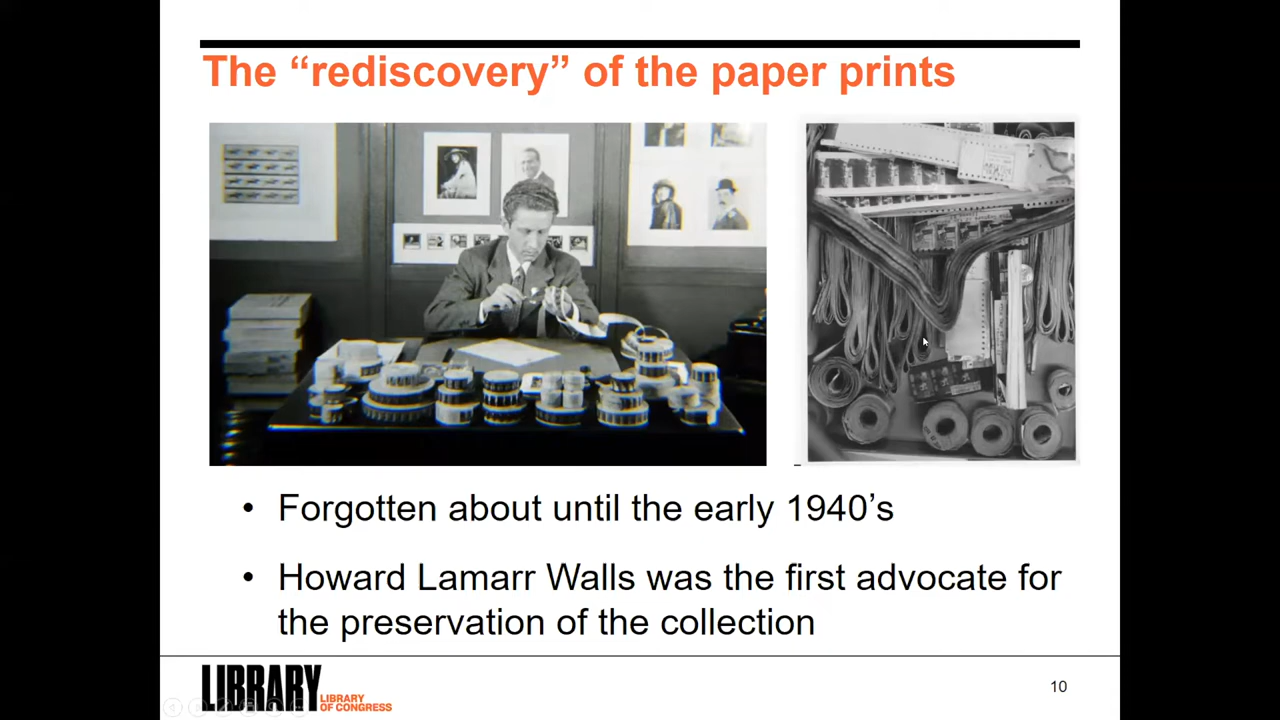 The “rediscovery” of the paper prints
• Forgotten about until the early 1940’s
• Howard Lamarr Walls was the first advocate for
the preservation of the collection
LIBRARY
LIBRARY
OF CONGRESS
10